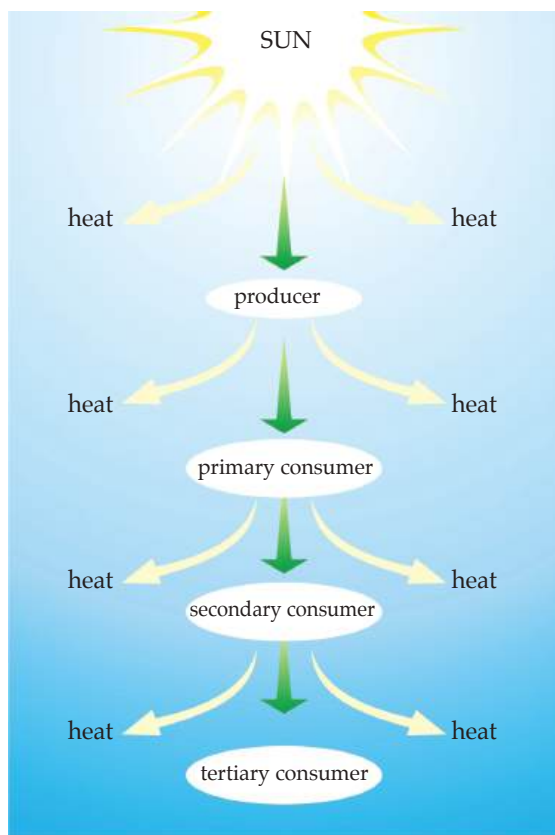 SUN
heat heat
producer
heat heat
primary consumer
heat heat
secondary consumer
heat heat
tertiary consumer